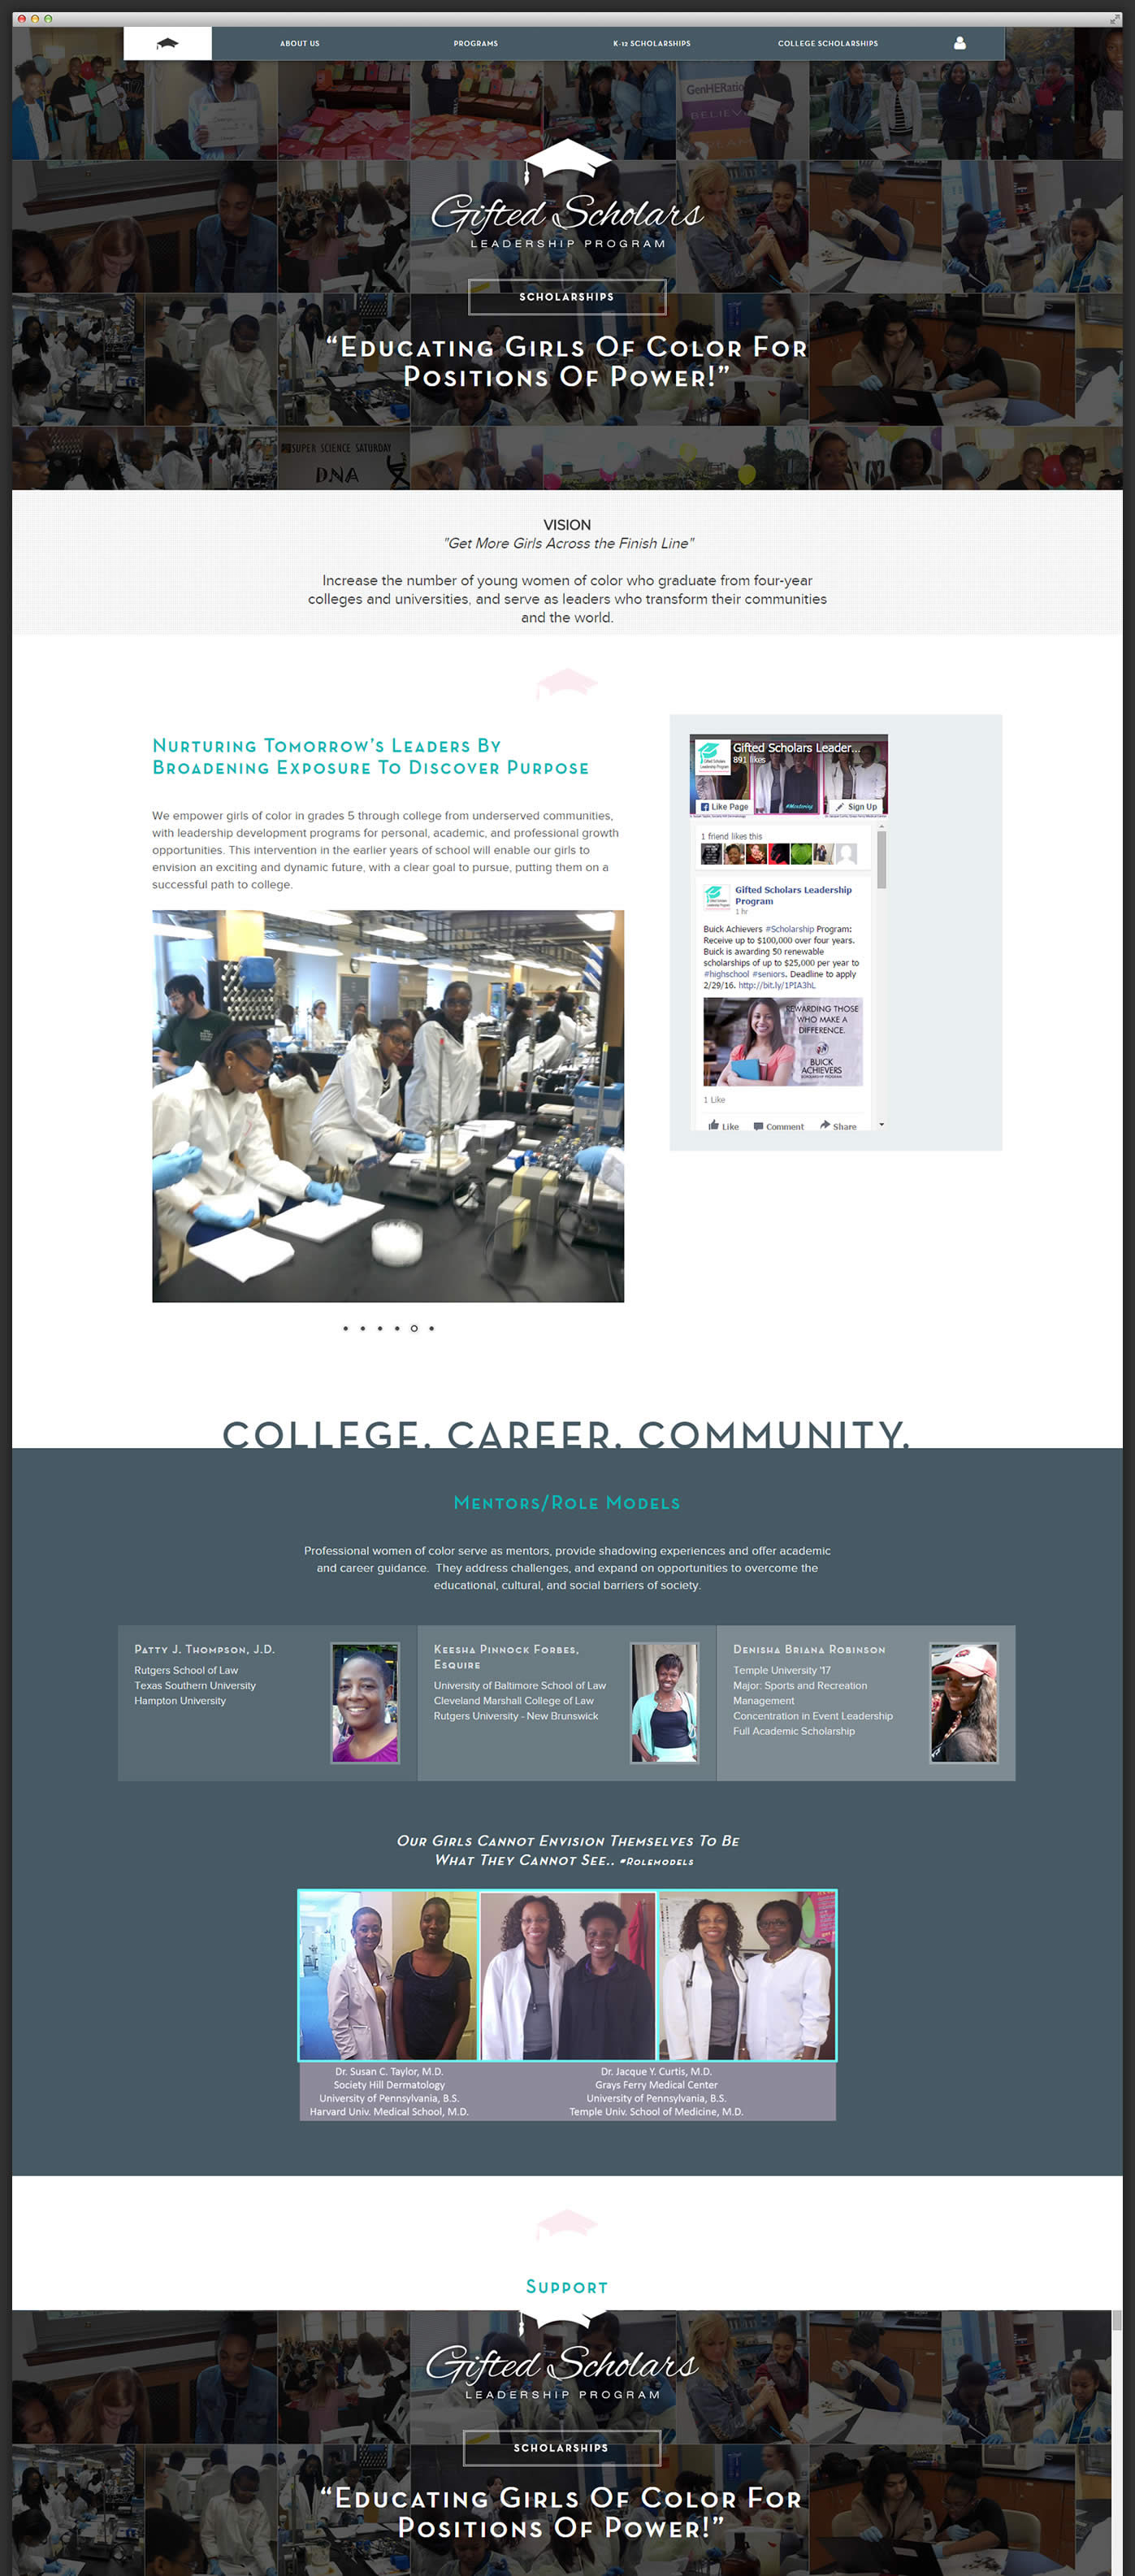 ABOUT US
PROGRAMS
K-12 SCHOLARSHIPS
COLLEGE SCHOLARSHIPS
GenHERatio
BELIEV
Gifted Scholars
LEADERSHIP PROGRAM
SCHOLARSHIPS
“Educating Girls Of Color For
Positions Of Power!”
SUPER SCIENCE SATURDAY
DNA
VISION
"Get More Girls Across the Finish Line"
Increase the number of young women of color who graduate from four-year
colleges and universities, and serve as leaders who transform their communities
and the world.
Nurturing Tomorrow’s Leaders By
Broadening Exposure To Discover Purpose
We empower girls of color in grades 5 through college from underserved communities,
with leadership development programs for personal, academic, and professional growth
opportunities. This intervention in the earlier years of school will enable our girls to
envision an exciting and dynamic future, with a clear goal to pursue, putting them on a
successful path to college.
Gifted Scholars Leader...
891 likes
Like Page
#Mentoring
Sign Up
1 friend likes this
Gifted Scholars Leadership
Program
1 hr
Buick Achievers #Scholarship Program:
Receive up to $100,000 over four years.
Buick is awarding 50 renewable
scholarships of up to $25,000 per year to
#highschool #seniors. Deadline to apply
2/29/16. http://bit.ly/1PIA3hL
REWARDING THOSE
WHO MAKE A
DIFFERENCE.
BUICK
ACHIEVERS
SCHOLARSHIP PROGRAM
1 Like
Like Comment Share
COLLEGE. CAREER. COMMUNITY.
Mentors/Role Models
Professional women of color serve as mentors, provide shadowing experiences and offer academic
and career guidance. They address challenges, and expand on opportunities to overcome the
educational, cultural, and social barriers of society.
Patty J. Thompson, J.D.
Rutgers School of Law
Texas Southern University
Hampton University
Keesha Pinnock Forbes,
Esquire
University of Baltimore School of Law
Cleveland Marshall College of Law
Rutgers University - New Brunswick
Denisha Briana Robinson
Temple University '17
Major: Sports and Recreation
Management
Concentration in Event Leadership
Full Academic Scholarship
Our Girls Cannot Envision Themselves To Be
What They Cannot See.. #Rolemodels
Dr. Susan C. Taylor, M.D.
Society Hill Dermatology
University of Pennsylvania, B.S.
Harvard Univ. Medical School, M.D.
Dr. Jacque Y. Curtis, M.D.
Grays Ferry Medical Center
University of Pennsylvania, B.S.
Temple Univ. School of Medicine, M.D.
Support
Gifted Scholars
LEADERSHIP PROGRAM
SCHOLARSHIPS
“Educating Girls Of Color For
Positions Of Power!”